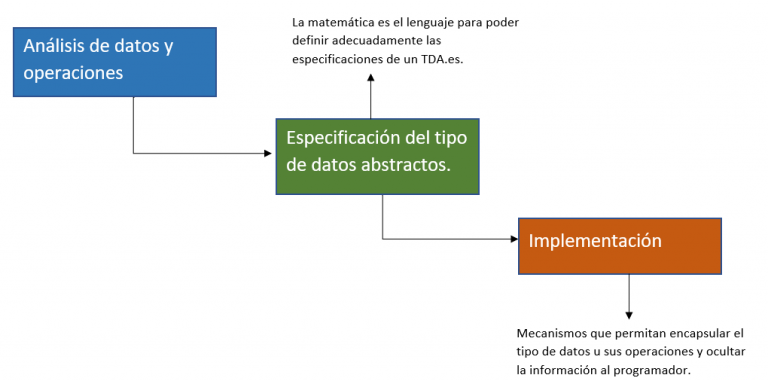 La matemática es el lenguaje para poder
definir adecuadamente las
especificaciones de un TDA.es.
Análisis de datos y
operaciones
Especificación del tipo
de datos abstractos.
Implementación
Mecanismos que permitan encapsular el
tipo de datos u sus operaciones y ocultar
la información al programador.